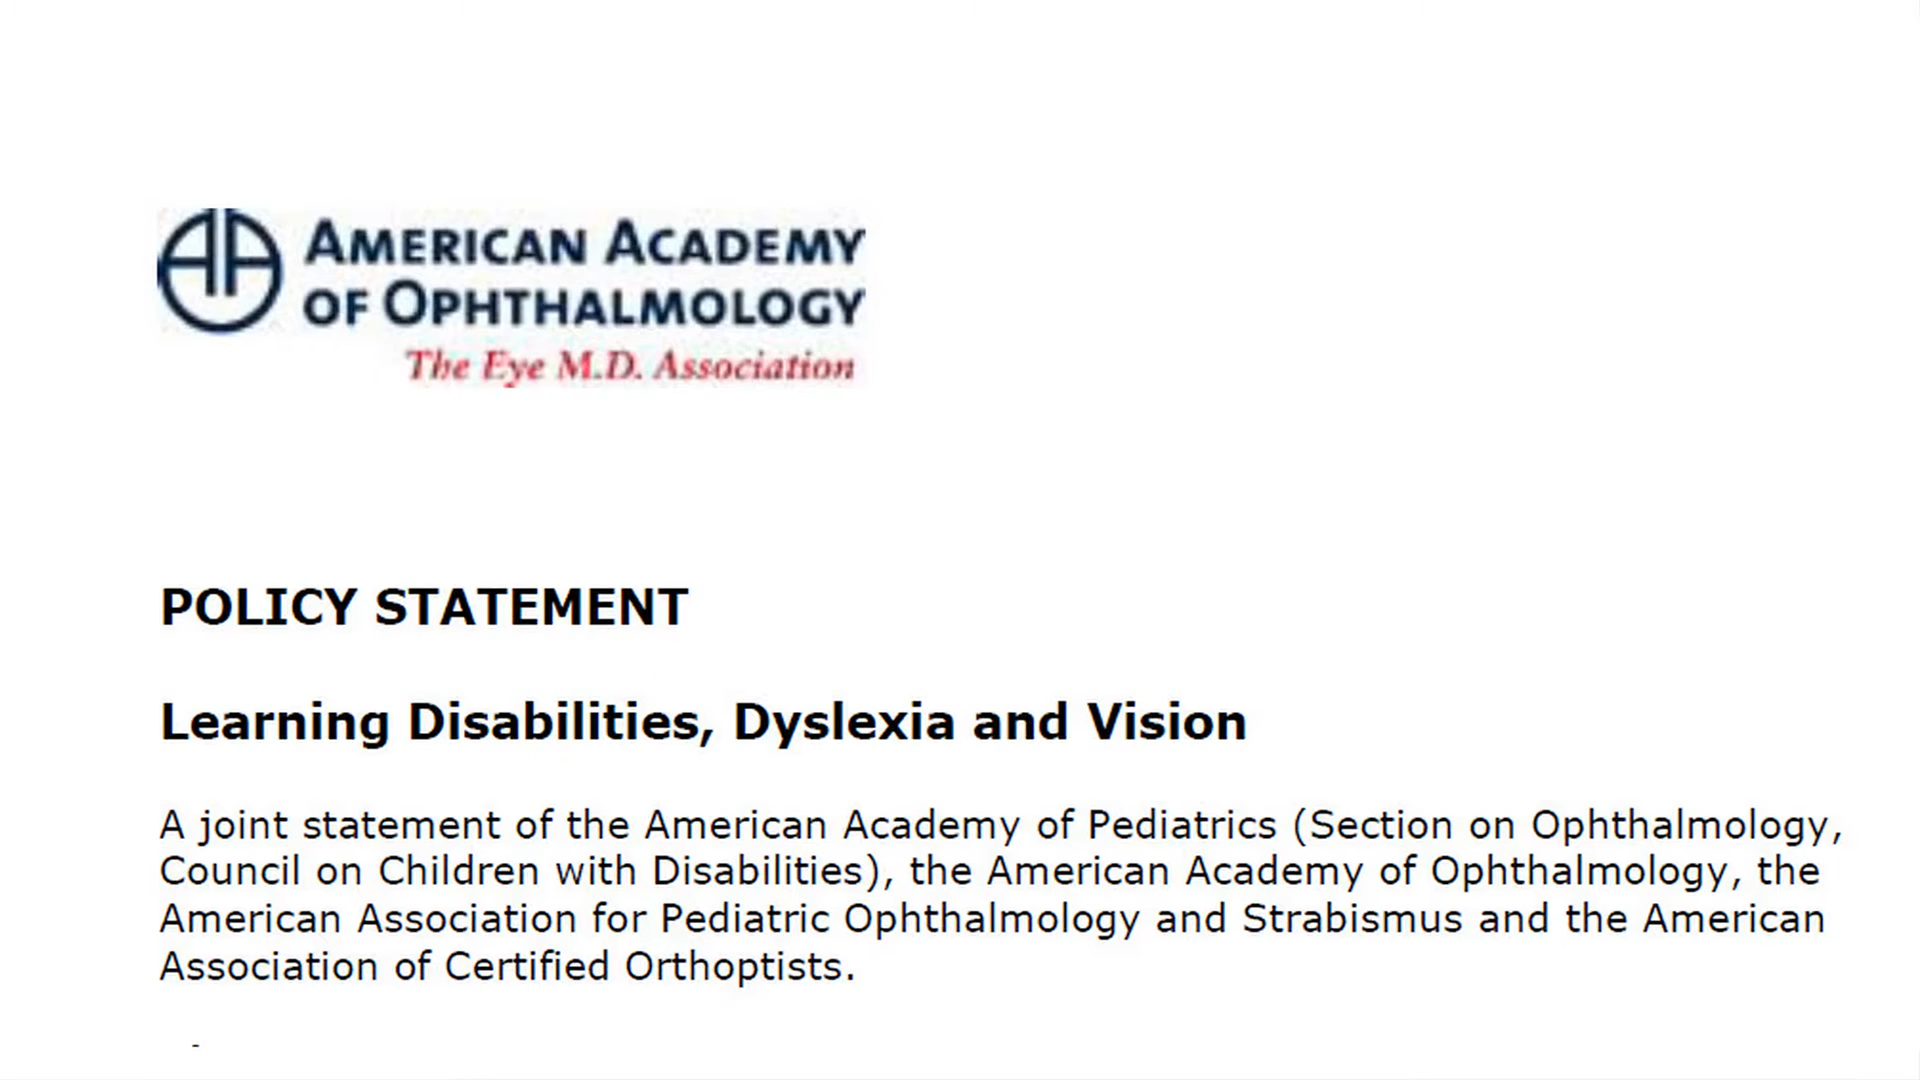 AMERICAN ACADEMY
OF OPHTHALMOLOGY
The Eye M.D. Association
POLICY STATEMENT
Learning Disabilities, Dyslexia and Vision
A joint statement of the American Academy of Pediatrics (Section on Ophthalmology,
Council on Children with Disabilities), the American Academy of Ophthalmology, the
American Association for Pediatric Ophthalmology and Strabismus and the American
Association of Certified Orthoptists.